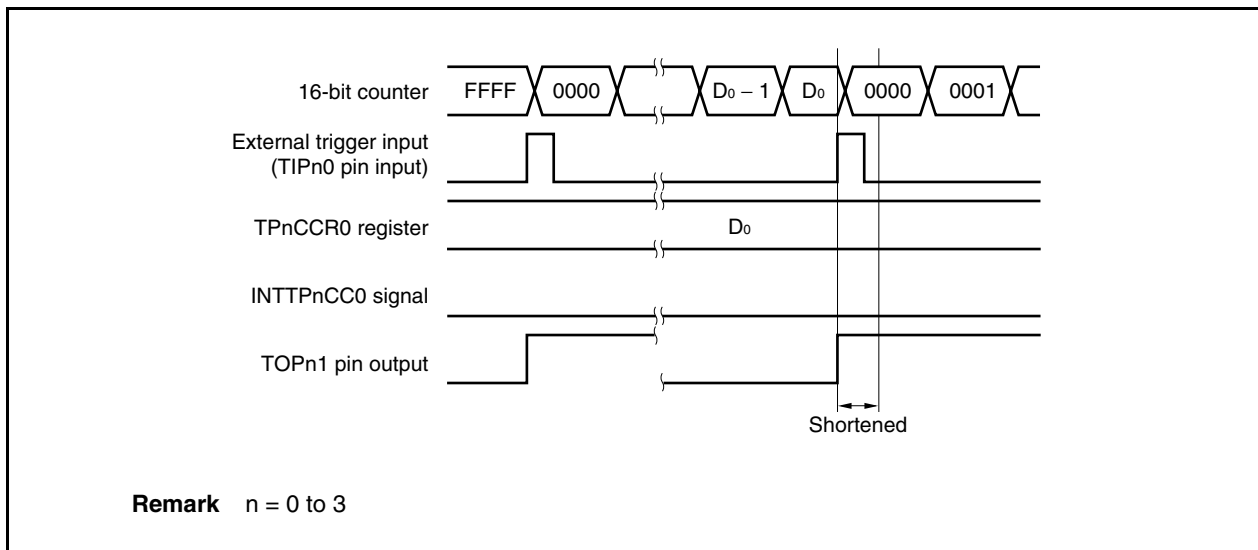 16-bit counter FFFF 0000 D0 − 1 D0 0000 0001
External trigger input
(TIPn0 pin input)
TPnCCR0 register D0
INTTPnCC0 signal
TOPn1 pin output
Shortened
Remark n = 0 to 3